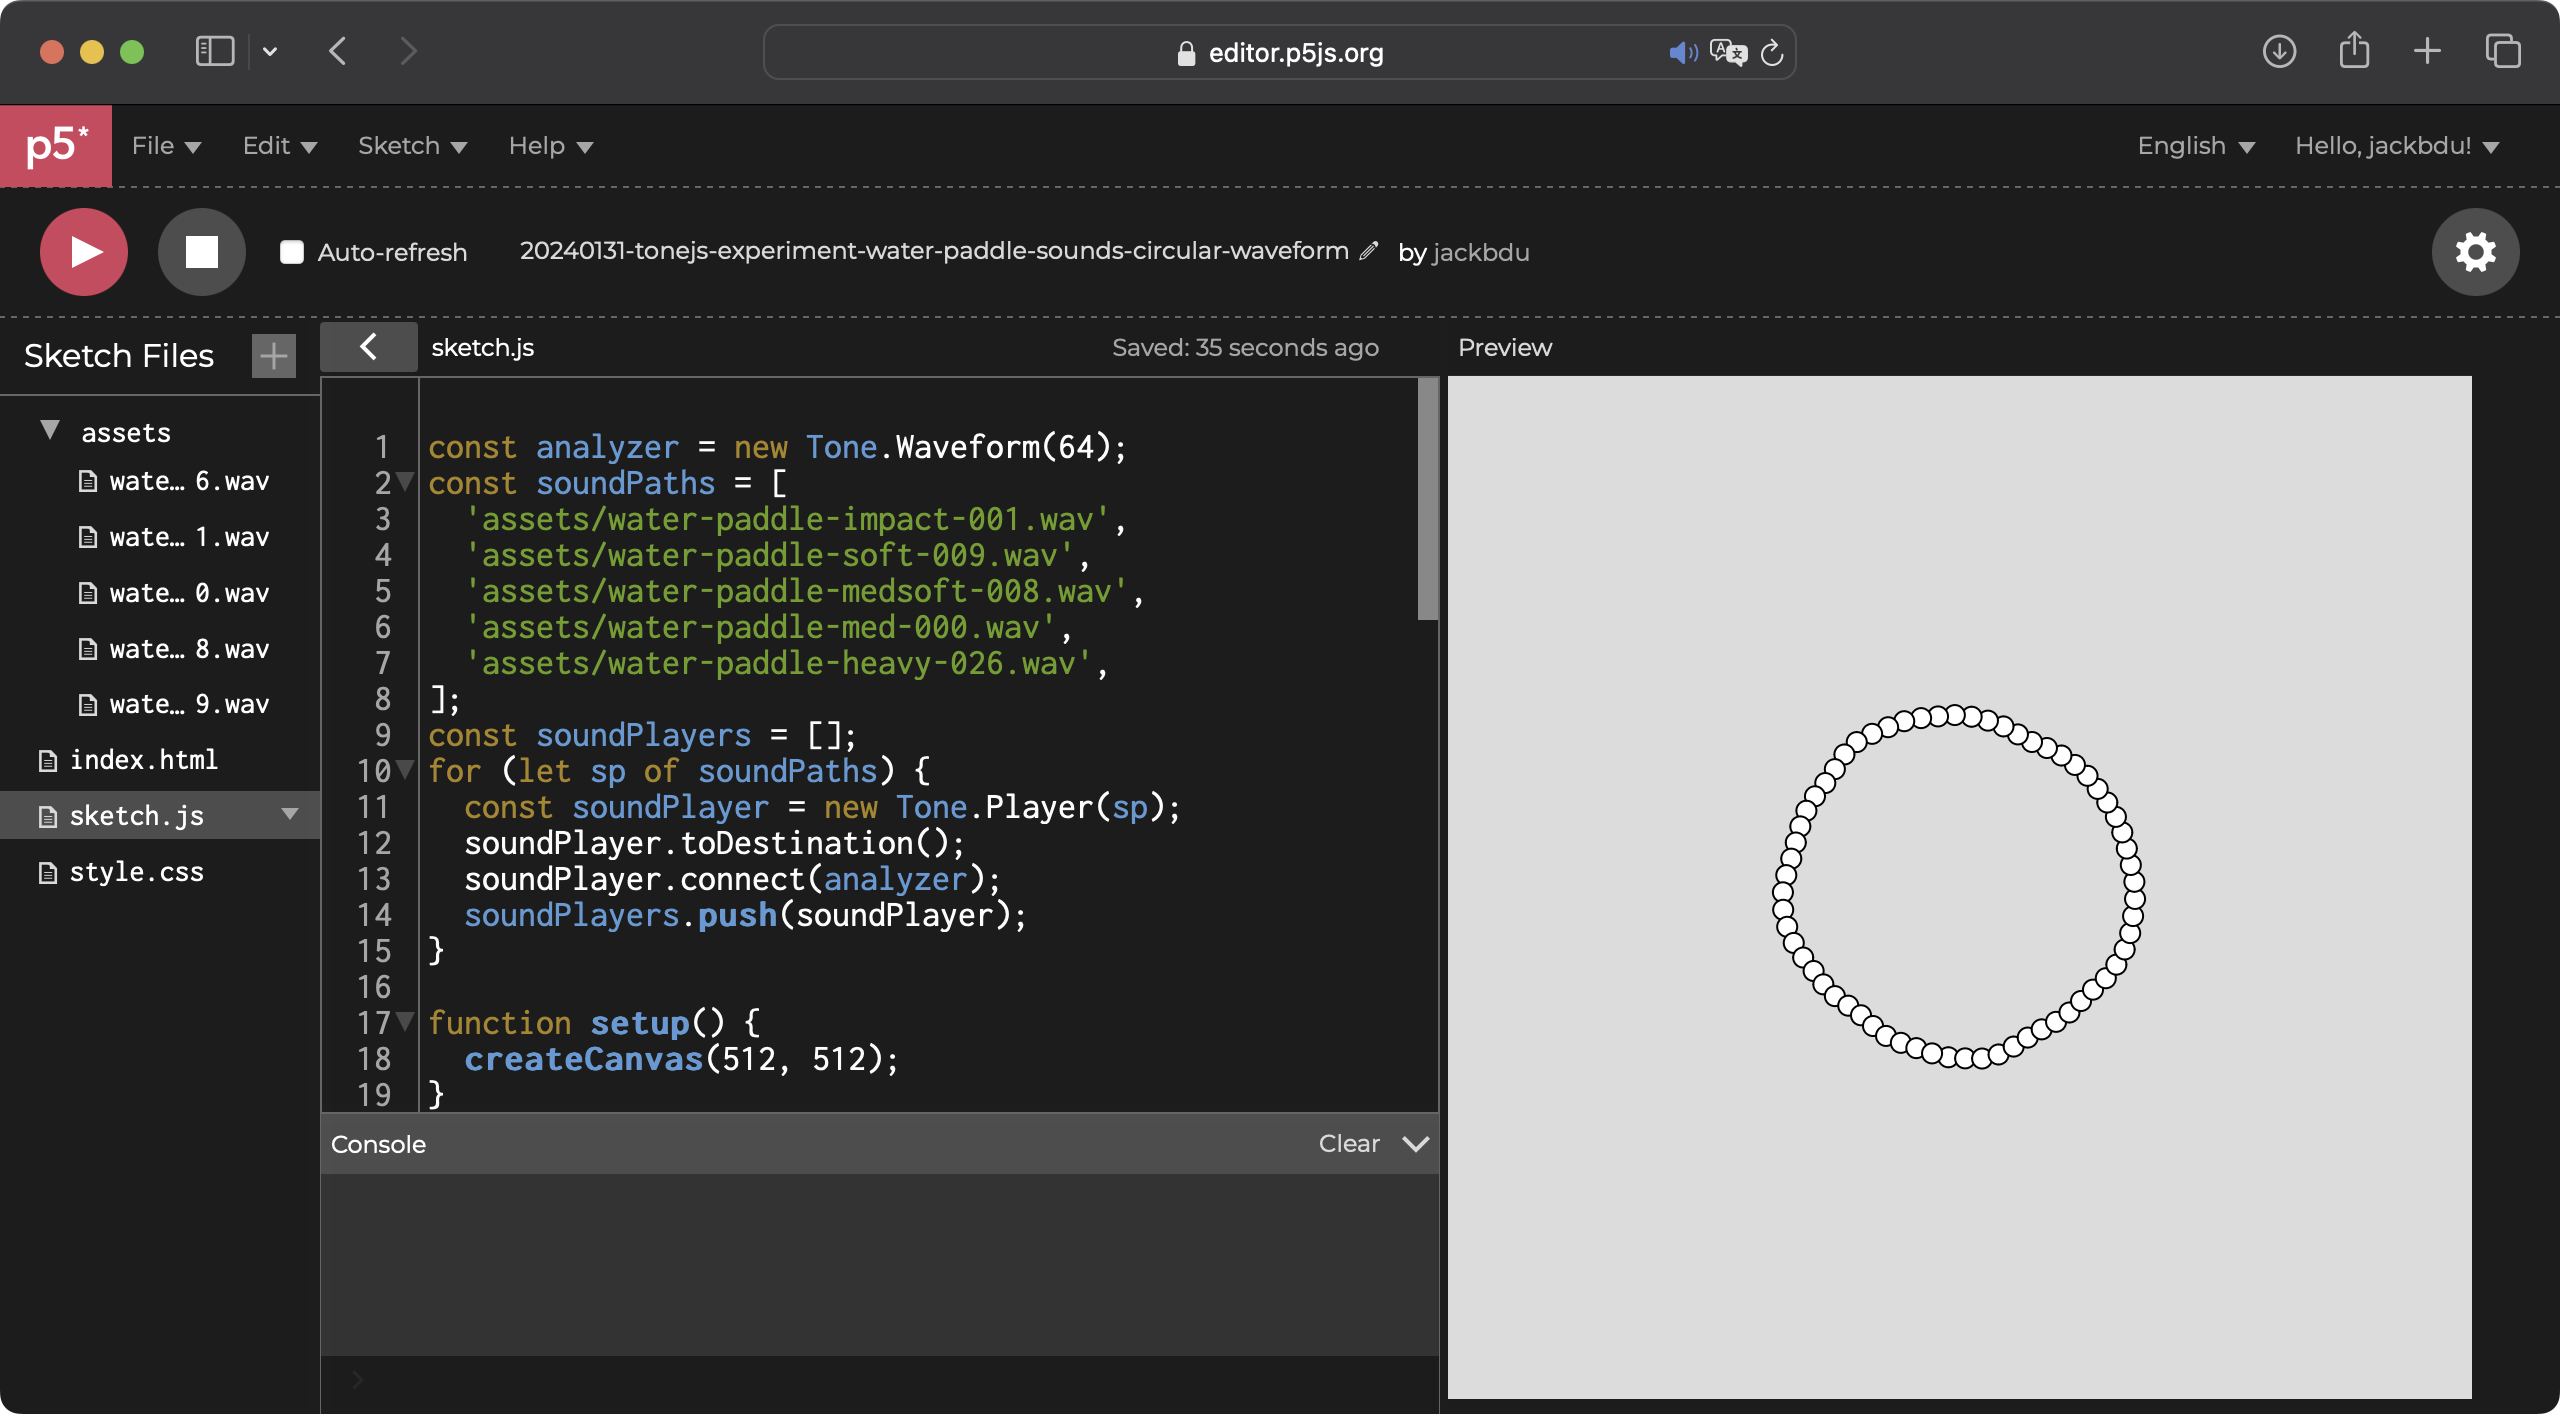 editor.p5js.org
p5*
File
Edit
Sketch
Help
English
Hello, jackbdu!
Auto-refresh
20240131-tonejs-experiment-water-paddle-sounds-circular-waveform
by jackbdu
Sketch Files
sketch.js
Saved: 35 seconds ago
Preview
assets
wate… 6.wav
wate… 1.wav
wate… 0.wav
wate… 8.wav
wate… 9.wav
index.html
sketch.js
style.css
1 const analyzer = new Tone.Waveform(64);
2 const soundPaths = [
3   'assets/water-paddle-impact-001.wav',
4   'assets/water-paddle-soft-009.wav',
5   'assets/water-paddle-medsoft-008.wav',
6   'assets/water-paddle-med-000.wav',
7   'assets/water-paddle-heavy-026.wav',
8 ];
9 const soundPlayers = [];
10 for (let sp of soundPaths) {
11   const soundPlayer = new Tone.Player(sp);
12   soundPlayer.toDestination();
13   soundPlayer.connect(analyzer);
14   soundPlayers.push(soundPlayer);
15 }
16
17 function setup() {
18   createCanvas(512, 512);
19 }
Console
Clear